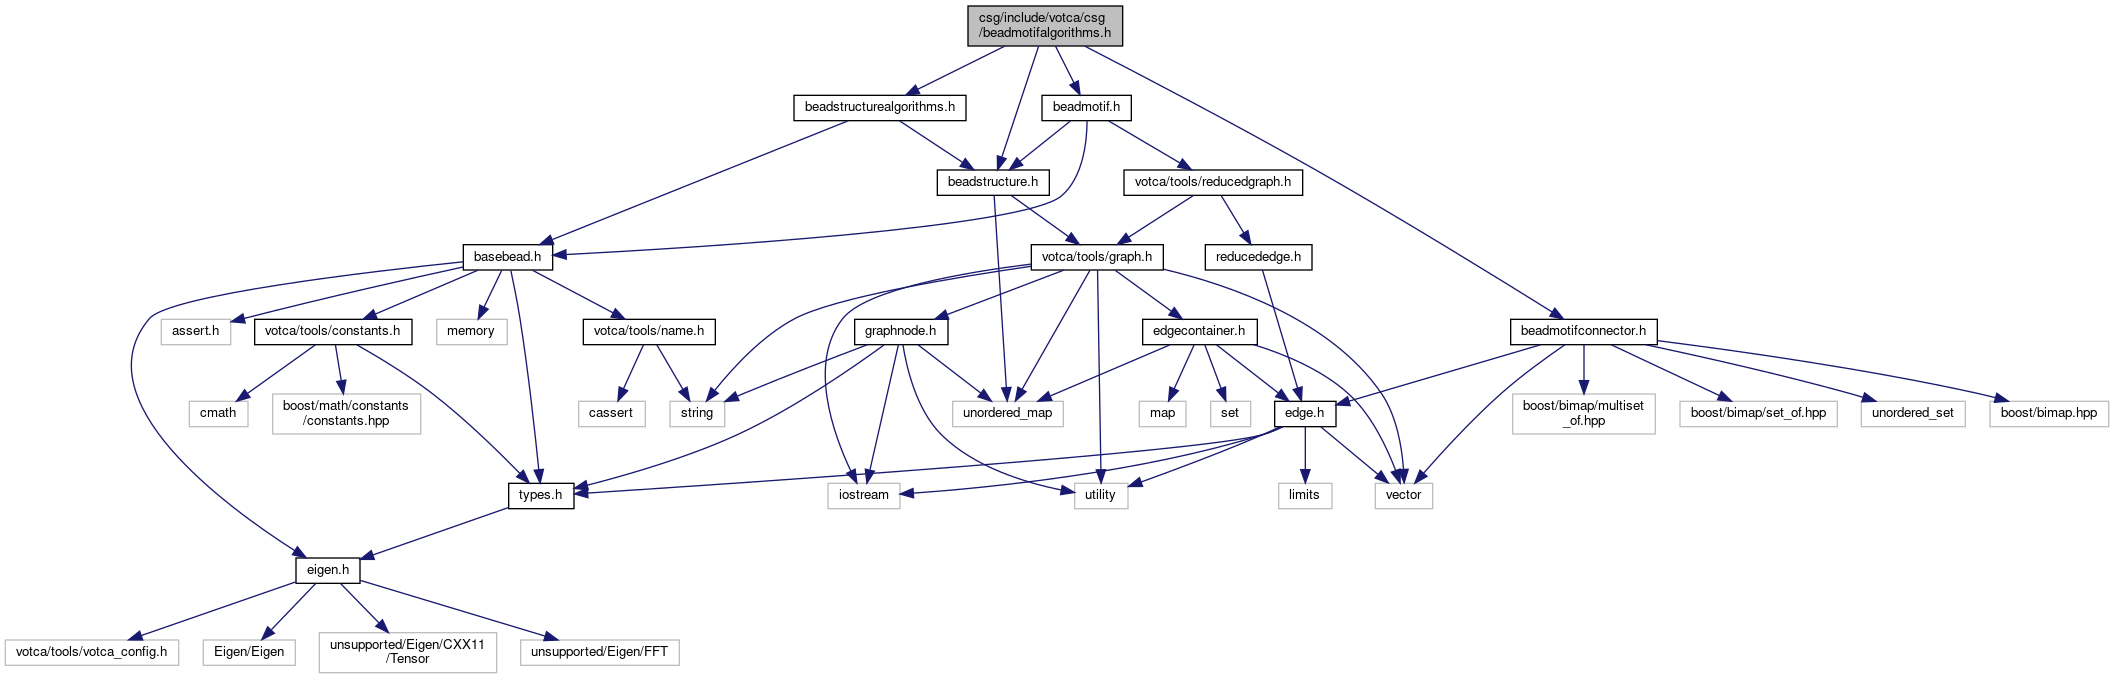 csg/include/votca/csg
/beadmotifalgorithms.h
beadstructurealgorithms.h
beadmotif.h
beadstructure.h
votca/tools/reducedgraph.h
basebead.h
votca/tools/graph.h
reducededge.h
assert.h
votca/tools/constants.h
memory
votca/tools/name.h
graphnode.h
edgecontainer.h
beadmotifconnector.h
cmath
boost/math/constants
/constants.hpp
cassert
string
unordered_map
map
set
edge.h
boost/bimap/multiset
_of.hpp
boost/bimap/set_of.hpp
unordered_set
boost/bimap.hpp
types.h
iostream
utility
limits
vector
eigen.h
votca/tools/votca_config.h
Eigen/Eigen
unsupported/Eigen/CXX11
/Tensor
unsupported/Eigen/FFT